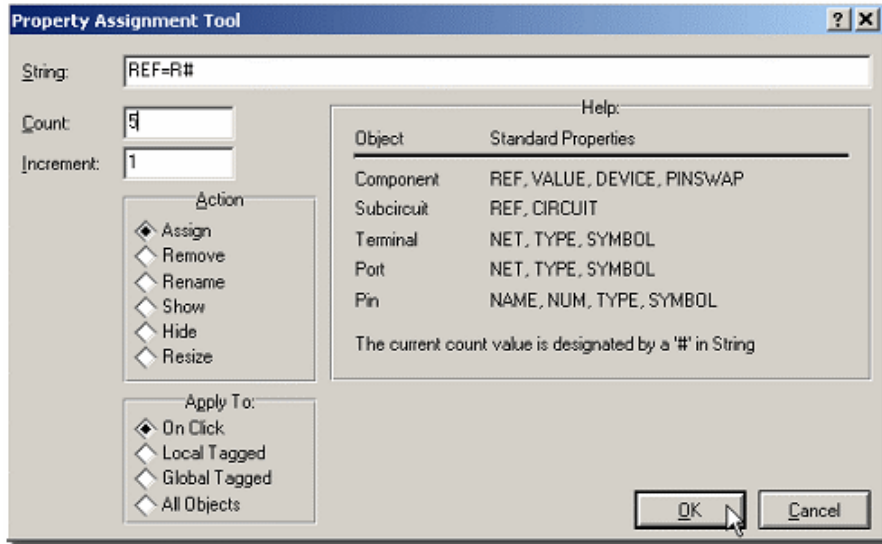 Property Assignment Tool
String: REF=R#
Count: 5
Increment: 1
Action
Assign
Remove
Rename
Show
Hide
Resize
Apply To:
On Click
Local Tagged
Global Tagged
All Objects
Help:
Object Standard Properties
Component REF, VALUE, DEVICE, PINSWAP
Subcircuit REF, CIRCUIT
Terminal NET, TYPE, SYMBOL
Port NET, TYPE, SYMBOL
Pin NAME, NUM, TYPE, SYMBOL
The current count value is designated by a '#' in String
OK Cancel